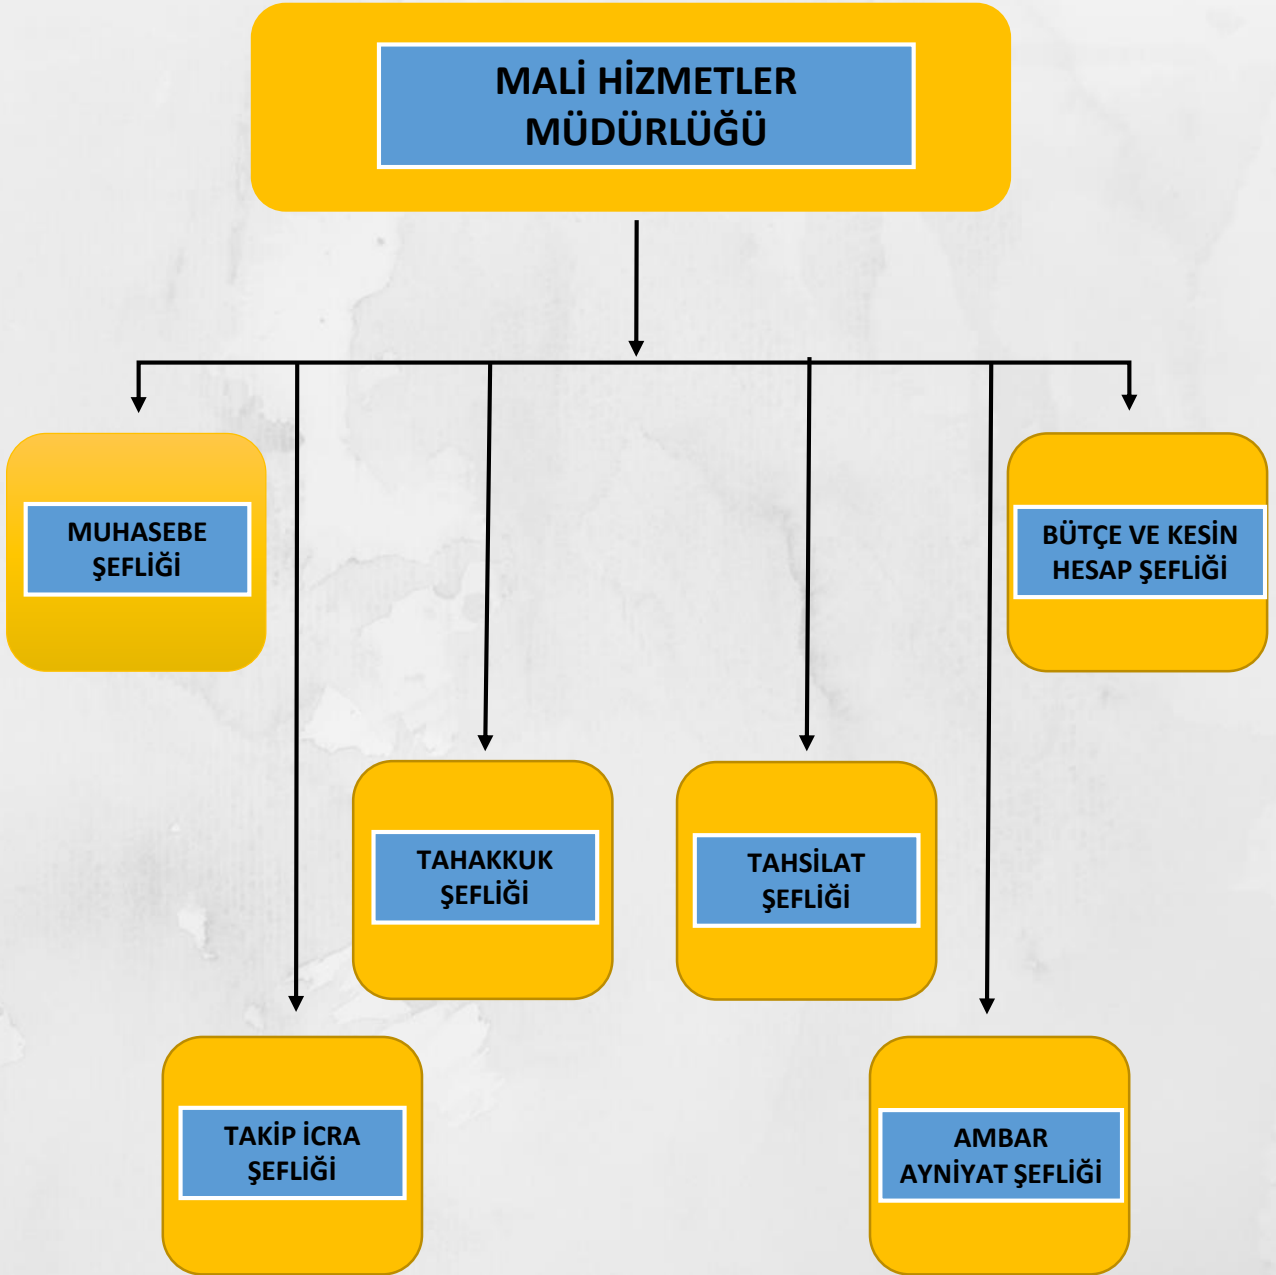 MALİ HİZMETLER
MÜDÜRLÜĞÜ
MUHASEBE
ŞEFLİĞİ
BÜTÇE VE KESİN
HESAP ŞEFLİĞİ
TAHAKKUK
ŞEFLİĞİ
TAHSİLAT
ŞEFLİĞİ
TAKİP İCRA
ŞEFLİĞİ
AMBAR
AYNİYAT ŞEFLİĞİ